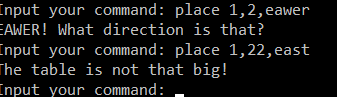 Input your command: place 1,2,eawer
EAWER! What direction is that?
Input your command: place 1,22,east
The table is not that big!
Input your command: